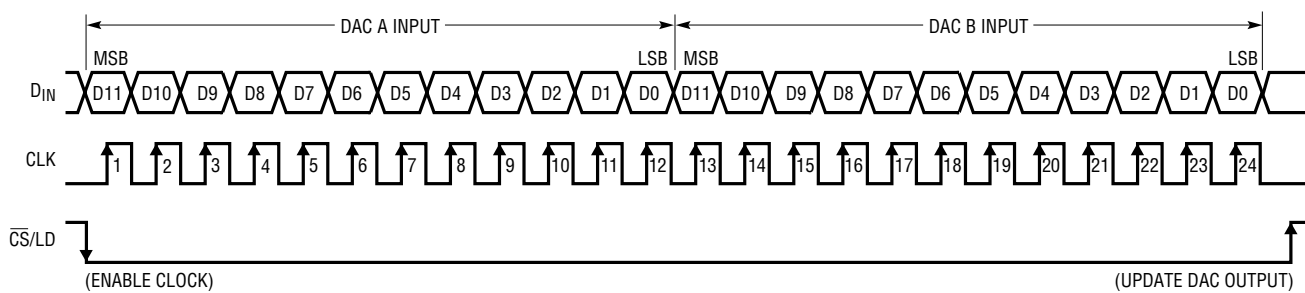 DAC A INPUT DAC B INPUT
MSB LSB MSB LSB
DIN D11 D10 D9 D8 D7 D6 D5 D4 D3 D2 D1 D0 D11 D10 D9 D8 D7 D6 D5 D4 D3 D2 D1 D0
CLK 1 2 3 4 5 6 7 8 9 10 11 12 13 14 15 16 17 18 19 20 21 22 23 24
C̅S̅/LD
(ENABLE CLOCK) (UPDATE DAC OUTPUT)